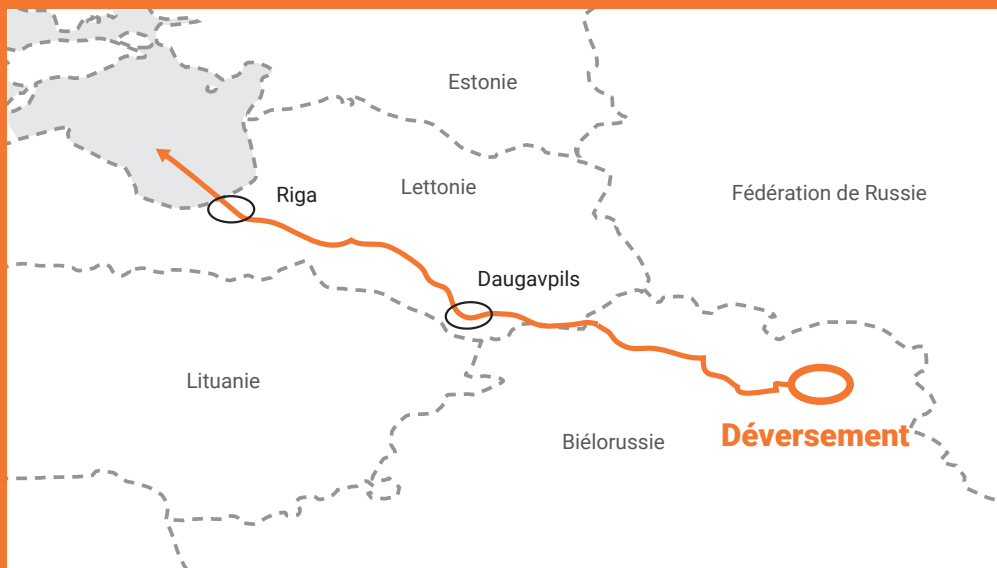 Estonie
Lettonie
Fédération de Russie
Riga
Daugavpils
Lituanie
Biélorussie
Déversement